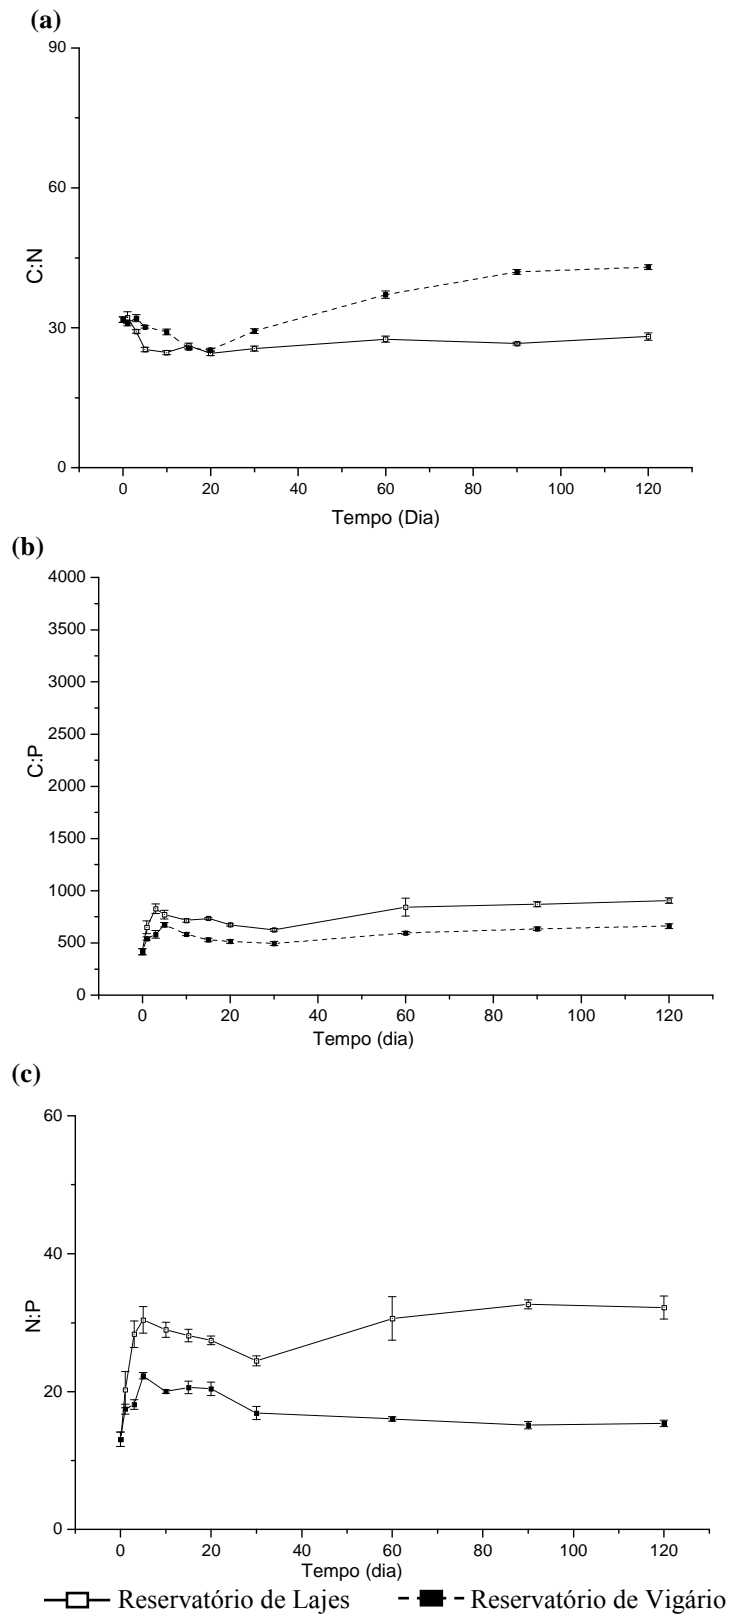 (a)
90
60
30
0
C:N
0 20 40 60 80 100 120
Tempo (Dia)
(b)
4000
3500
3000
2500
2000
1500
1000
500
0
C:P
0 20 40 60 80 100 120
Tempo (dia)
(c)
60
40
20
0
N:P
0 20 40 60 80 100 120
Tempo (dia)
Reservatório de Lajes Reservatório de Vigário